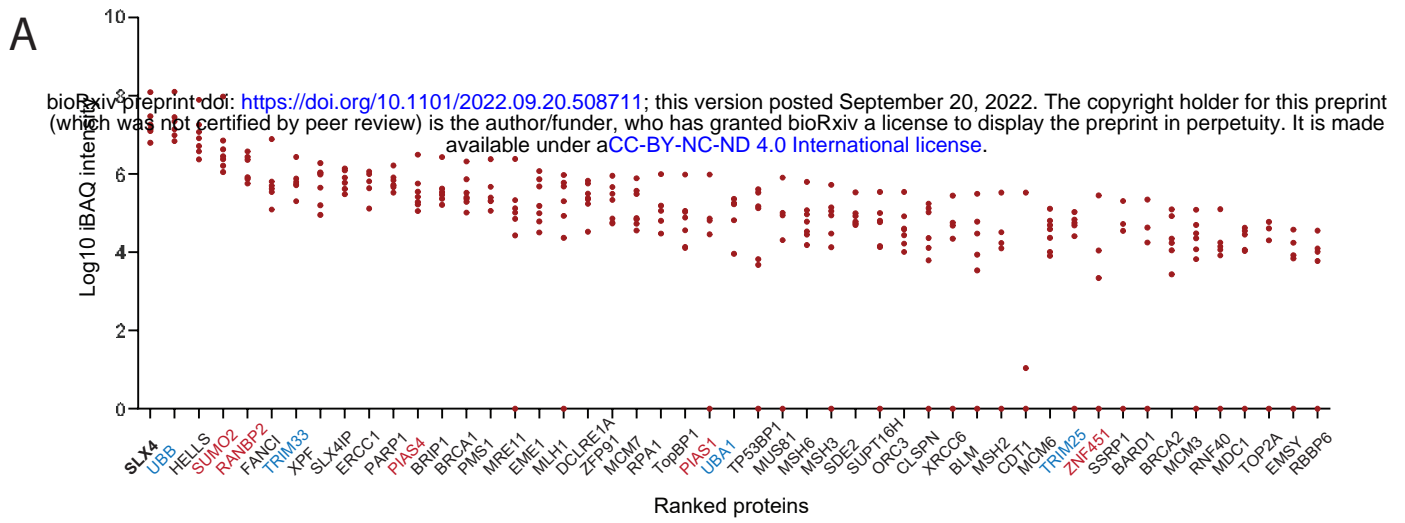 A
10
8
6
4
2
0
Log10 iBAQ intensity
bioRxiv preprint doi: https://doi.org/10.1101/2022.09.20.508711; this version posted September 20, 2022. The copyright holder for this preprint
(which was not certified by peer review) is the author/funder, who has granted bioRxiv a license to display the preprint in perpetuity. It is made
available under aCC-BY-NC-ND 4.0 International license.
SLX4
UBB
HELLS
SUMO2
RANBP2
FANCI
TRIM33
XPF
SLX4IP
ERCC1
PARP1
PIAS4
BRIP1
BRCA1
PMS1
MRE11
EME1
MLH1
DCLRE1A
ZFP91
MCM7
RPA1
TopBP1
PIAS1
UBA1
TP53BP1
MUS81
MSH6
MSH3
SDE2
SUPT16H
ORC3
CLSPN
XRCC6
BLM
MSH2
CDT1
MCM6
TRIM25
ZNF451
SSRP1
BARD1
BRCA2
MCM3
RNF40
MDC1
TOP2A
EMSY
RBBP6
Ranked proteins